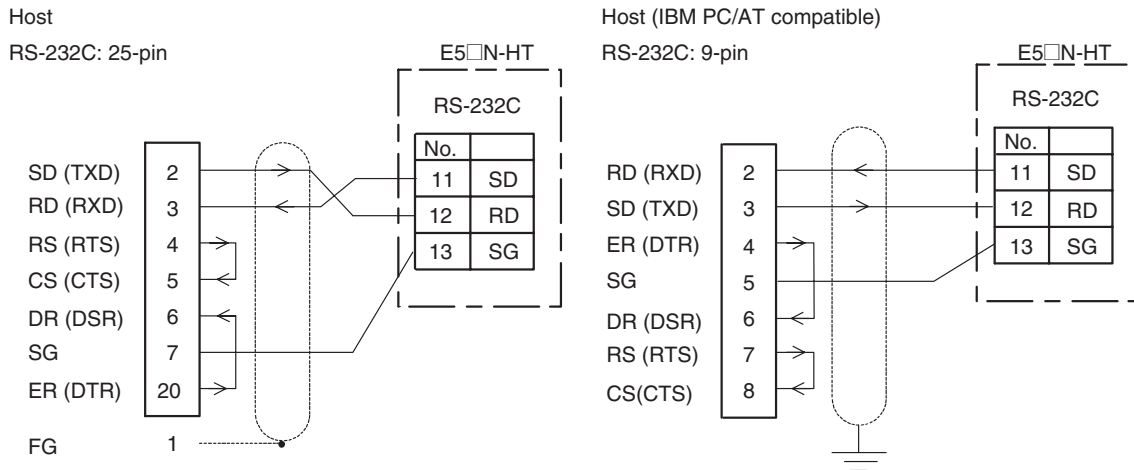 Host
RS-232C: 25-pin
E5□N-HT
RS-232C
No.
SD (TXD) 2 11 SD
RD (RXD) 3 12 RD
RS (RTS) 4 13 SG
CS (CTS) 5
DR (DSR) 6
SG 7
ER (DTR) 20
FG 1
Host (IBM PC/AT compatible)
RS-232C: 9-pin
E5□N-HT
RS-232C
No.
RD (RXD) 2 11 SD
SD (TXD) 3 12 RD
ER (DTR) 4 13 SG
SG 5
DR (DSR) 6
RS (RTS) 7
CS(CTS) 8